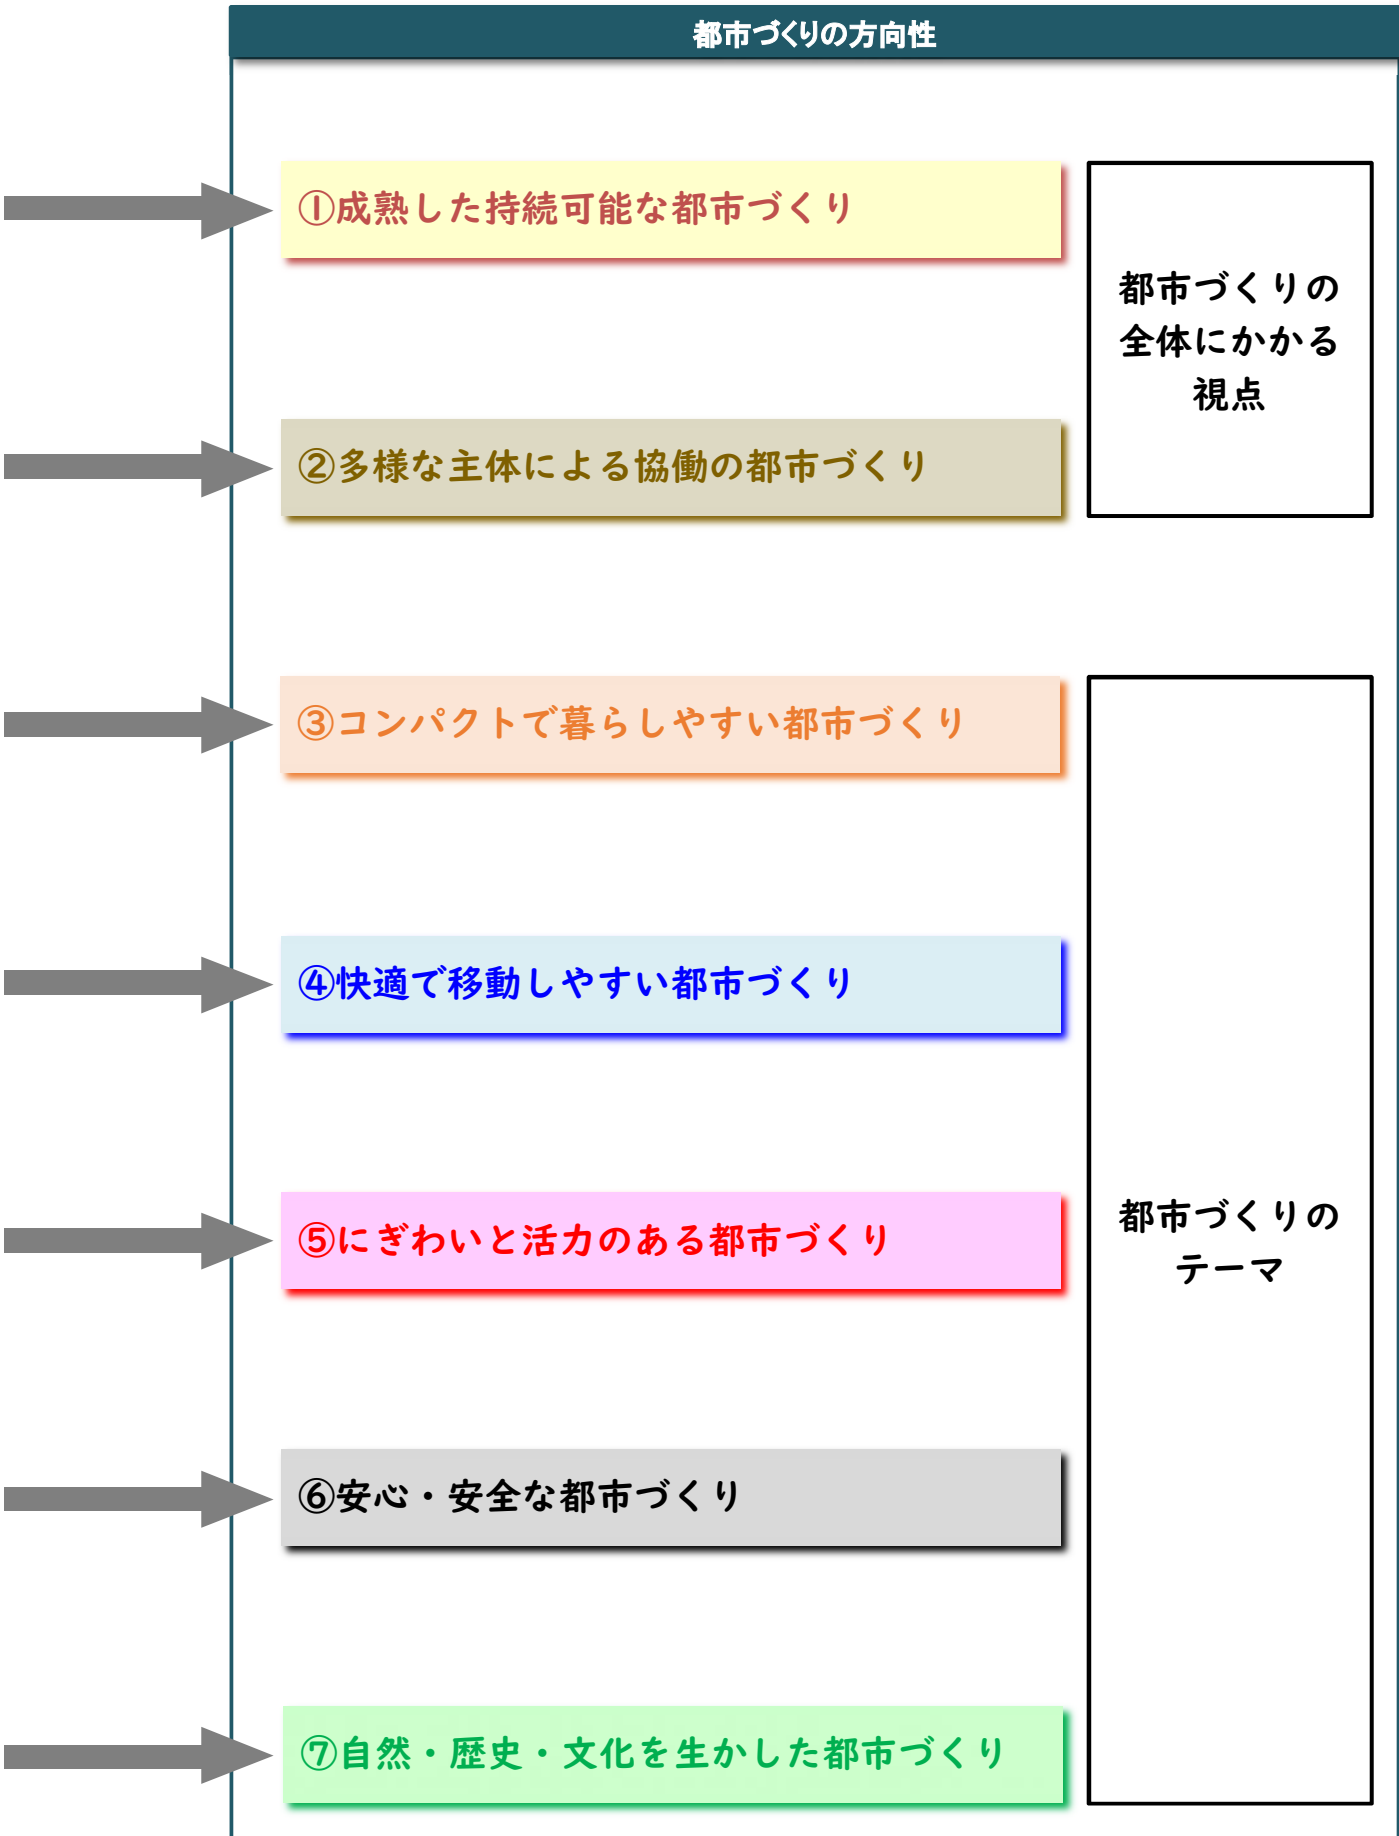 都市づくりの方向性
①成熟した持続可能な都市づくり
②多様な主体による協働の都市づくり
都市づくりの
全体にかかる
視点
③コンパクトで暮らしやすい都市づくり
④快適で移動しやすい都市づくり
⑤にぎわいと活力のある都市づくり
⑥安心・安全な都市づくり
⑦自然・歴史・文化を生かした都市づくり
都市づくりの
テーマ